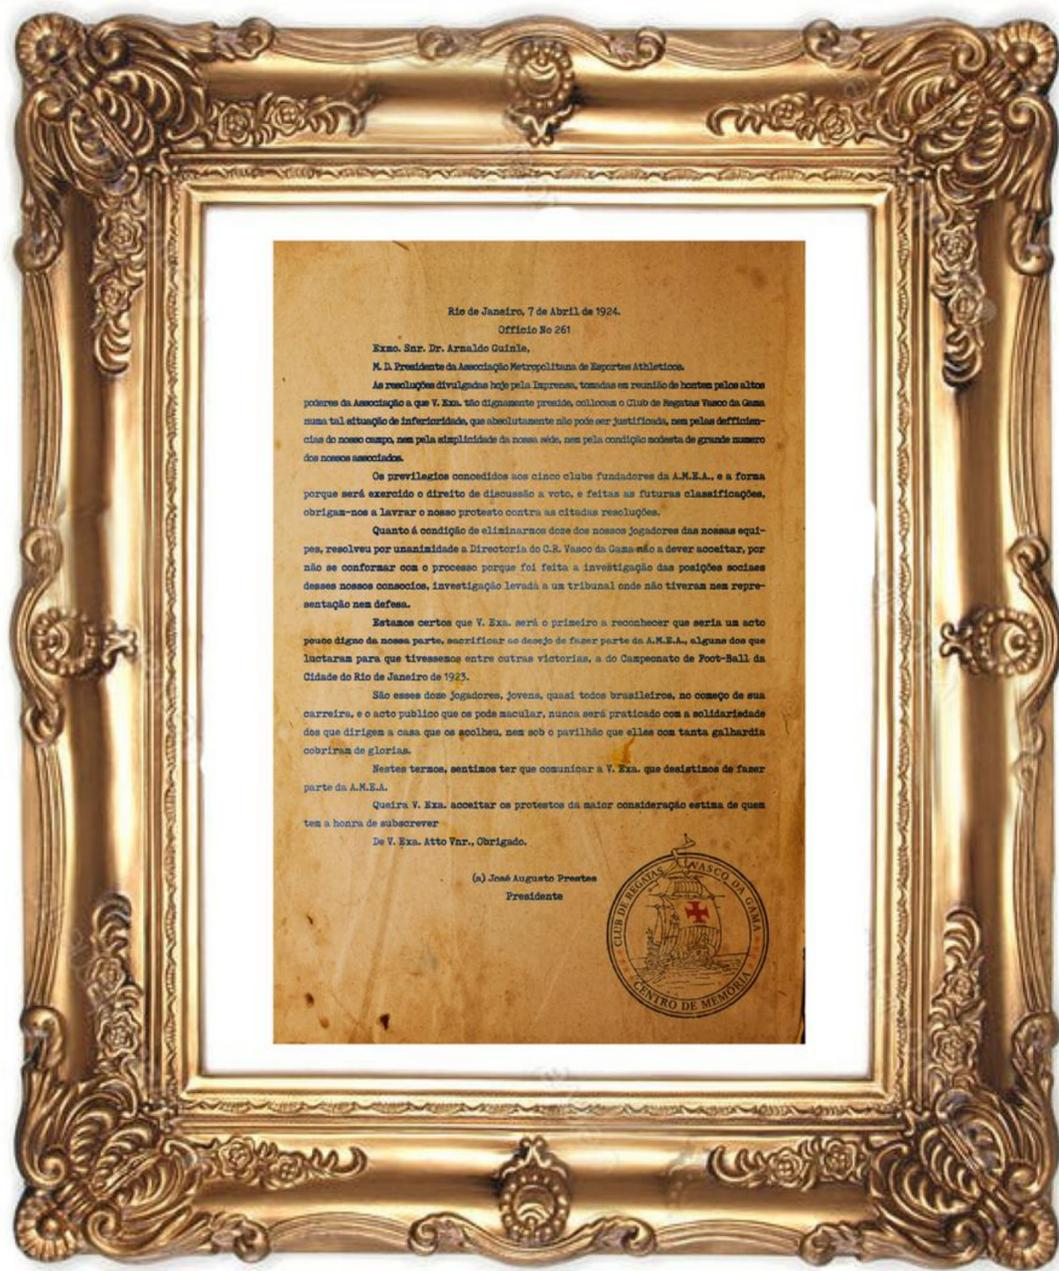 Rio de Janeiro, 7 de Abril de 1924.
Officio No 261
Exmo. Snr. Dr. Arnaldo Guinle,
M. D. Presidente da Associação Metropolitana de Esportes Athleticos.
As resoluções divulgadas hoje pela Imprensa, tomadas em reunião de hontem pelos altos
poderes da Associação a que V. Exa. tão dignamente preside, collocam o Club de Regatas Vasco da Gama
numa tal situação de inferioridade, que absolutamente não pode ser justificada, nem pelas defficien-
cias do nosso campo, nem pela simplicidade da nossa séde, nem pela condição modesta de grande numero
dos nossos associados.
Os previlegios concedidos aos cinco clubs fundadores da A.M.E.A., e a forma
porque será exercido o direito de discussão a voto, e feitas as futuras classificações,
obrigam-nos a lavrar o nosso protesto contra as citadas resoluções.
Quanto á condição de eliminarmos doze dos nossos jogadores das nossas equi-
pes, resolveu por unanimidade a Directoria do C.R. Vasco da Gama não a dever acceitar, por
não se conformar com o processo porque foi feita a investigação das posições sociaes
desses nossos consocios, investigação levada a um tribunal onde não tiveram nem repre-
sentação nem defesa.
Estamos certos que V. Exa. será o primeiro a reconhecer que seria um acto
pouco digno da nossa parte, sacrificar ao desejo de fazer parte da A.M.E.A., alguns dos que
luctaram para que tivessemos entre outras victorias, a do Campeonato de Foot-Ball da
Cidade do Rio de Janeiro de 1923.
São esses doze jogadores, jovens, quasi todos brasileiros, no começo de sua
carreira, e o acto publico que os pode macular, nunca será praticado com a solidariedade
dos que dirigem a casa que os acolheu, nem sob o pavilhão que elles com tanta galhardia
cobriram de glorias.
Nestes termos, sentimos ter que comunicar a V. Exa. que desistimos de fazer
parte da A.M.E.A.
Queira V. Exa. acceitar os protestos da maior consideração estima de quem
tem a honra de subscrever
De V. Exa. Atto Vnr., Obrigado.
(a) José Augusto Prestes
Presidente
CLUB DE REGATAS VASCO DA GAMA
CENTRO DE MEMÓRIA